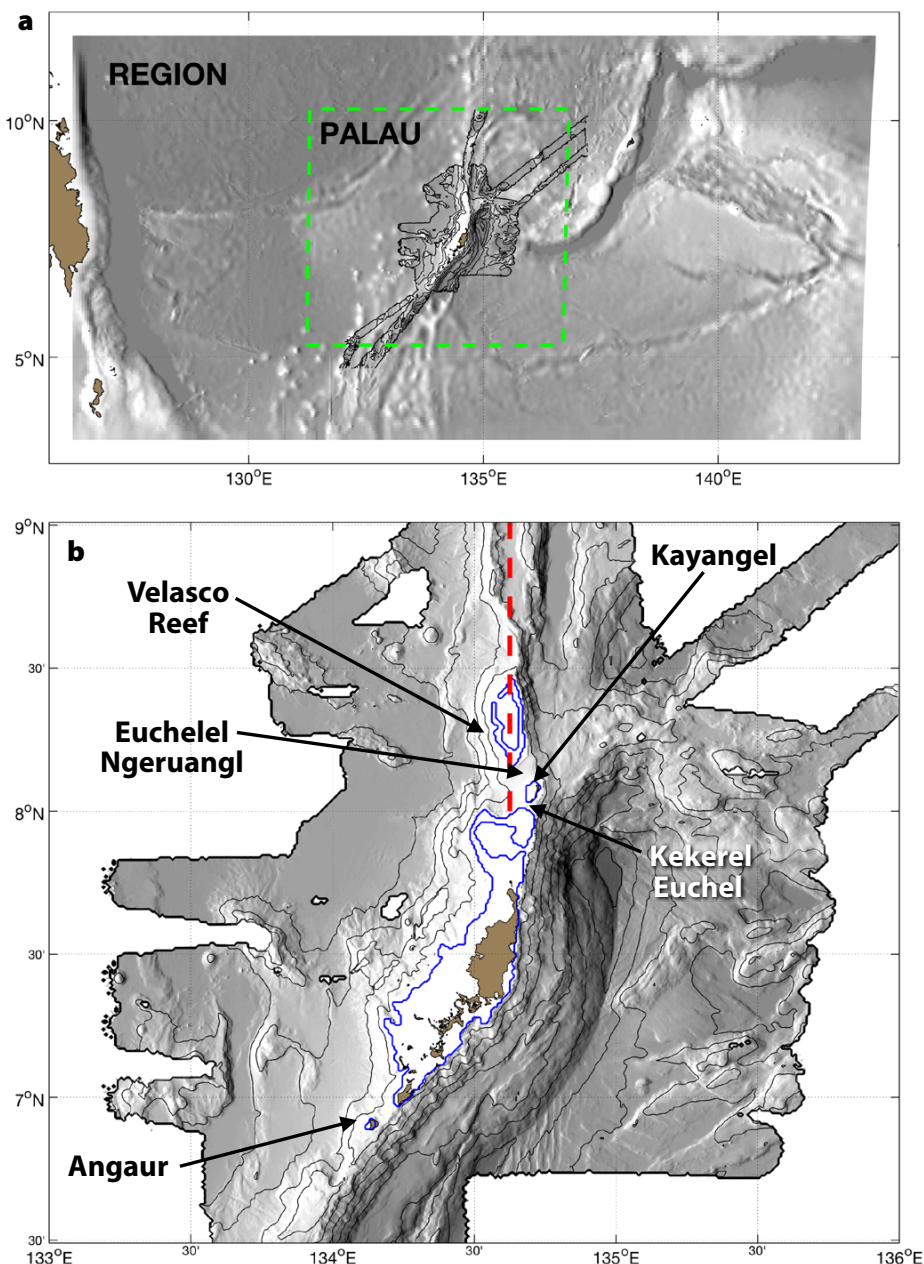 a
REGION
PALAU
10°N
5°N
130°E
135°E
140°E
b
9°N
Kayangel
Velasco
Reef
30'
Euchelel
Ngeruangl
8°N
Kekerel
Euchel
30'
7°N
Angaur
30'
133°E
30'
134°E
30'
135°E
30'
136°E